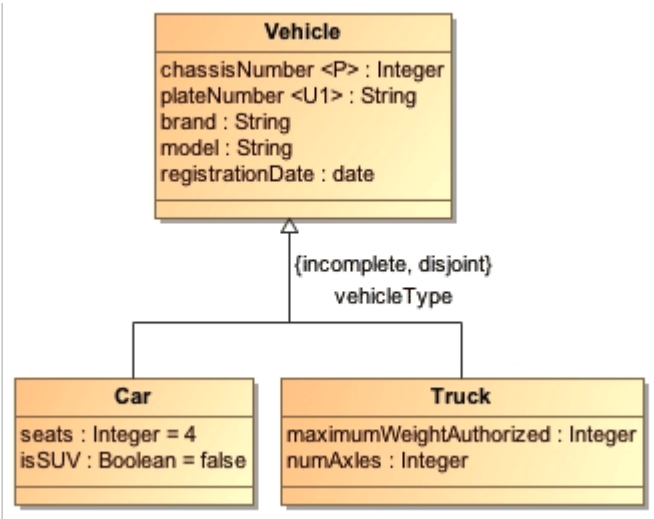 Vehicle
chassisNumber <P> : Integer
plateNumber <U1> : String
brand : String
model : String
registrationDate : date
{incomplete, disjoint}
vehicleType
Car
seats : Integer = 4
isSUV : Boolean = false
Truck
maximumWeightAuthorized : Integer
numAxles : Integer